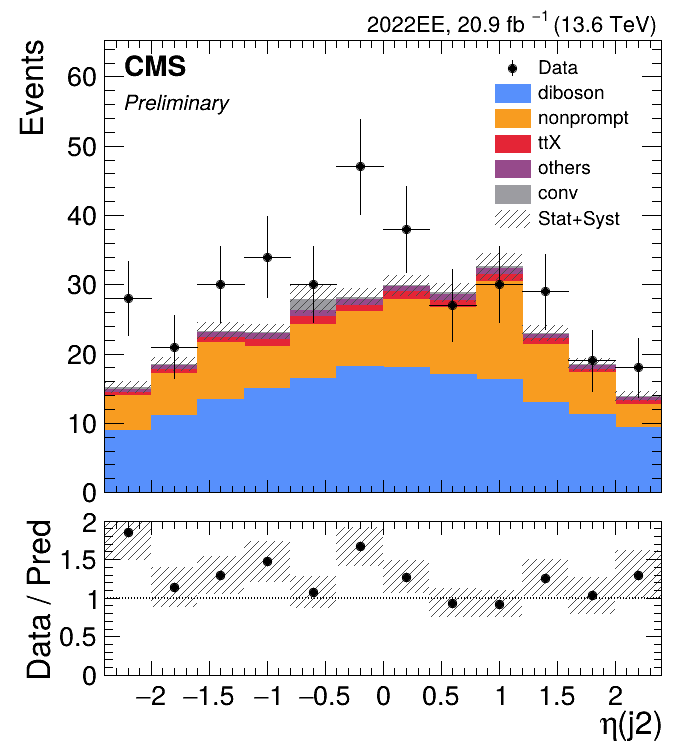 2022EE, 20.9 fb⁻¹ (13.6 TeV)
CMS
Preliminary
Events
60
50
40
30
20
10
0
Data
diboson
nonprompt
ttX
others
conv
Stat+Syst
Data / Pred
2
1.5
1
0.5
0
−2 −1.5 −1 −0.5 0 0.5 1 1.5 2
η(j2)